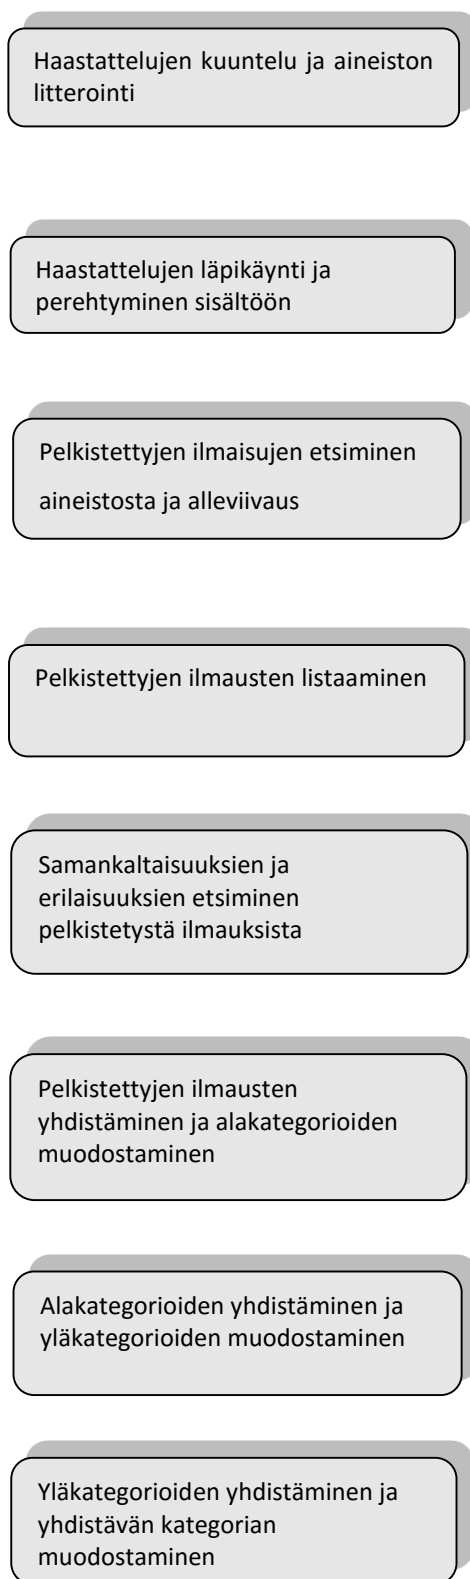 Haastattelujen kuuntelu ja aineiston
litterointi
Haastattelujen läpikäynti ja
perehtyminen sisältöön
Pelkistettyjen ilmaisujen etsiminen
aineistosta ja alleviivaus
Pelkistettyjen ilmausten listaaminen
Samankaltaisuuksien ja
erilaisuuksien etsiminen
pelkistetystä ilmauksista
Pelkistettyjen ilmausten
yhdistäminen ja alakategorioiden
muodostaminen
Alakategorioiden yhdistäminen ja
yläkategorioiden muodostaminen
Yläkategorioiden yhdistäminen ja
yhdistävän kategorian
muodostaminen